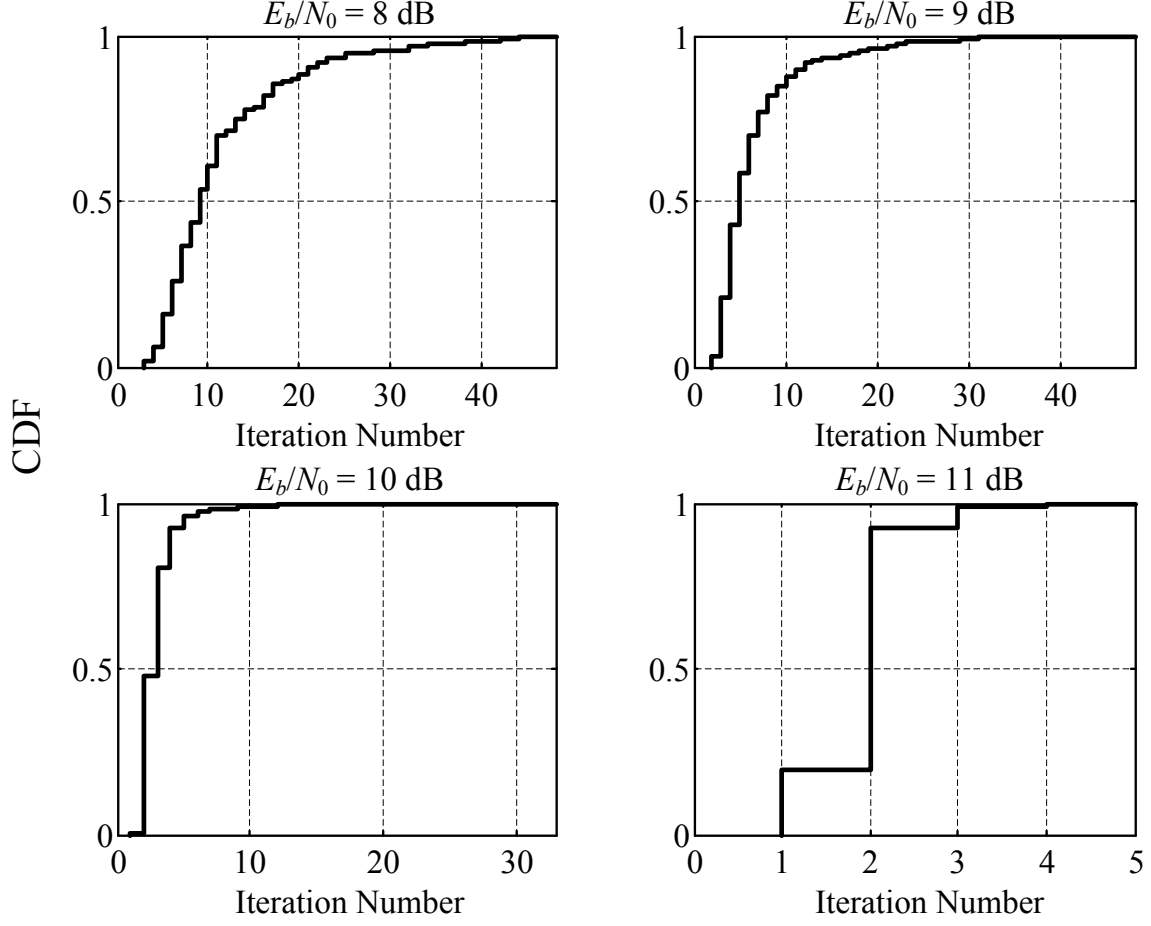 E_b/N_0 = 8 dB
1
0.5
0
0 10 20 30 40
Iteration Number
E_b/N_0 = 9 dB
1
0.5
0
0 10 20 30 40
Iteration Number
CDF
E_b/N_0 = 10 dB
1
0.5
0
0 10 20 30
Iteration Number
E_b/N_0 = 11 dB
1
0.5
0
0 1 2 3 4 5
Iteration Number